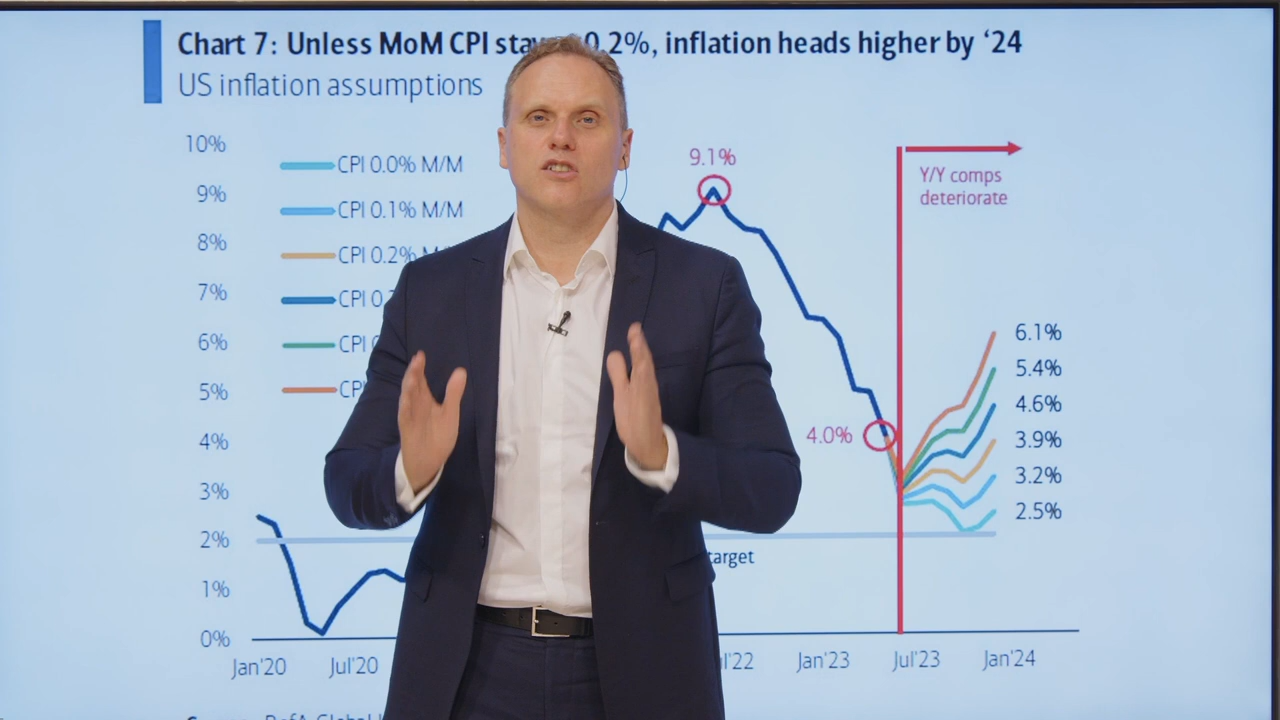 Chart 7: Unless MoM CPI 0.2%, inflation heads higher by ‘24
US inflation assumptions
10%
9%
8%
7%
6%
5%
4%
3%
2%
1%
0%
CPI 0.0% M/M
CPI 0.1% M/M
CPI 0.2%
CPI
CPI
9.1%
4.0%
Y/Y comps
deteriorate
6.1%
5.4%
4.6%
3.9%
3.2%
2.5%
target
Jan'20 Jul'20 Jan'23 Jul'23 Jan'24